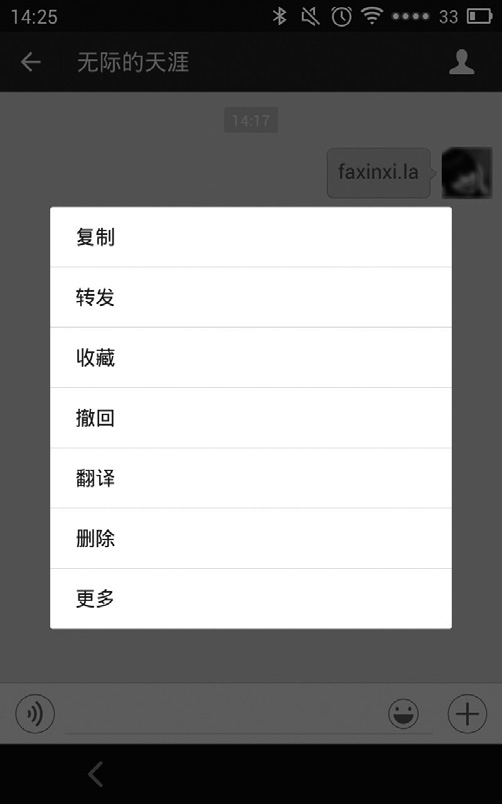 14:25
33
无际的天涯
14:17
faxinxi.la
复制
转发
收藏
撤回
翻译
删除
更多